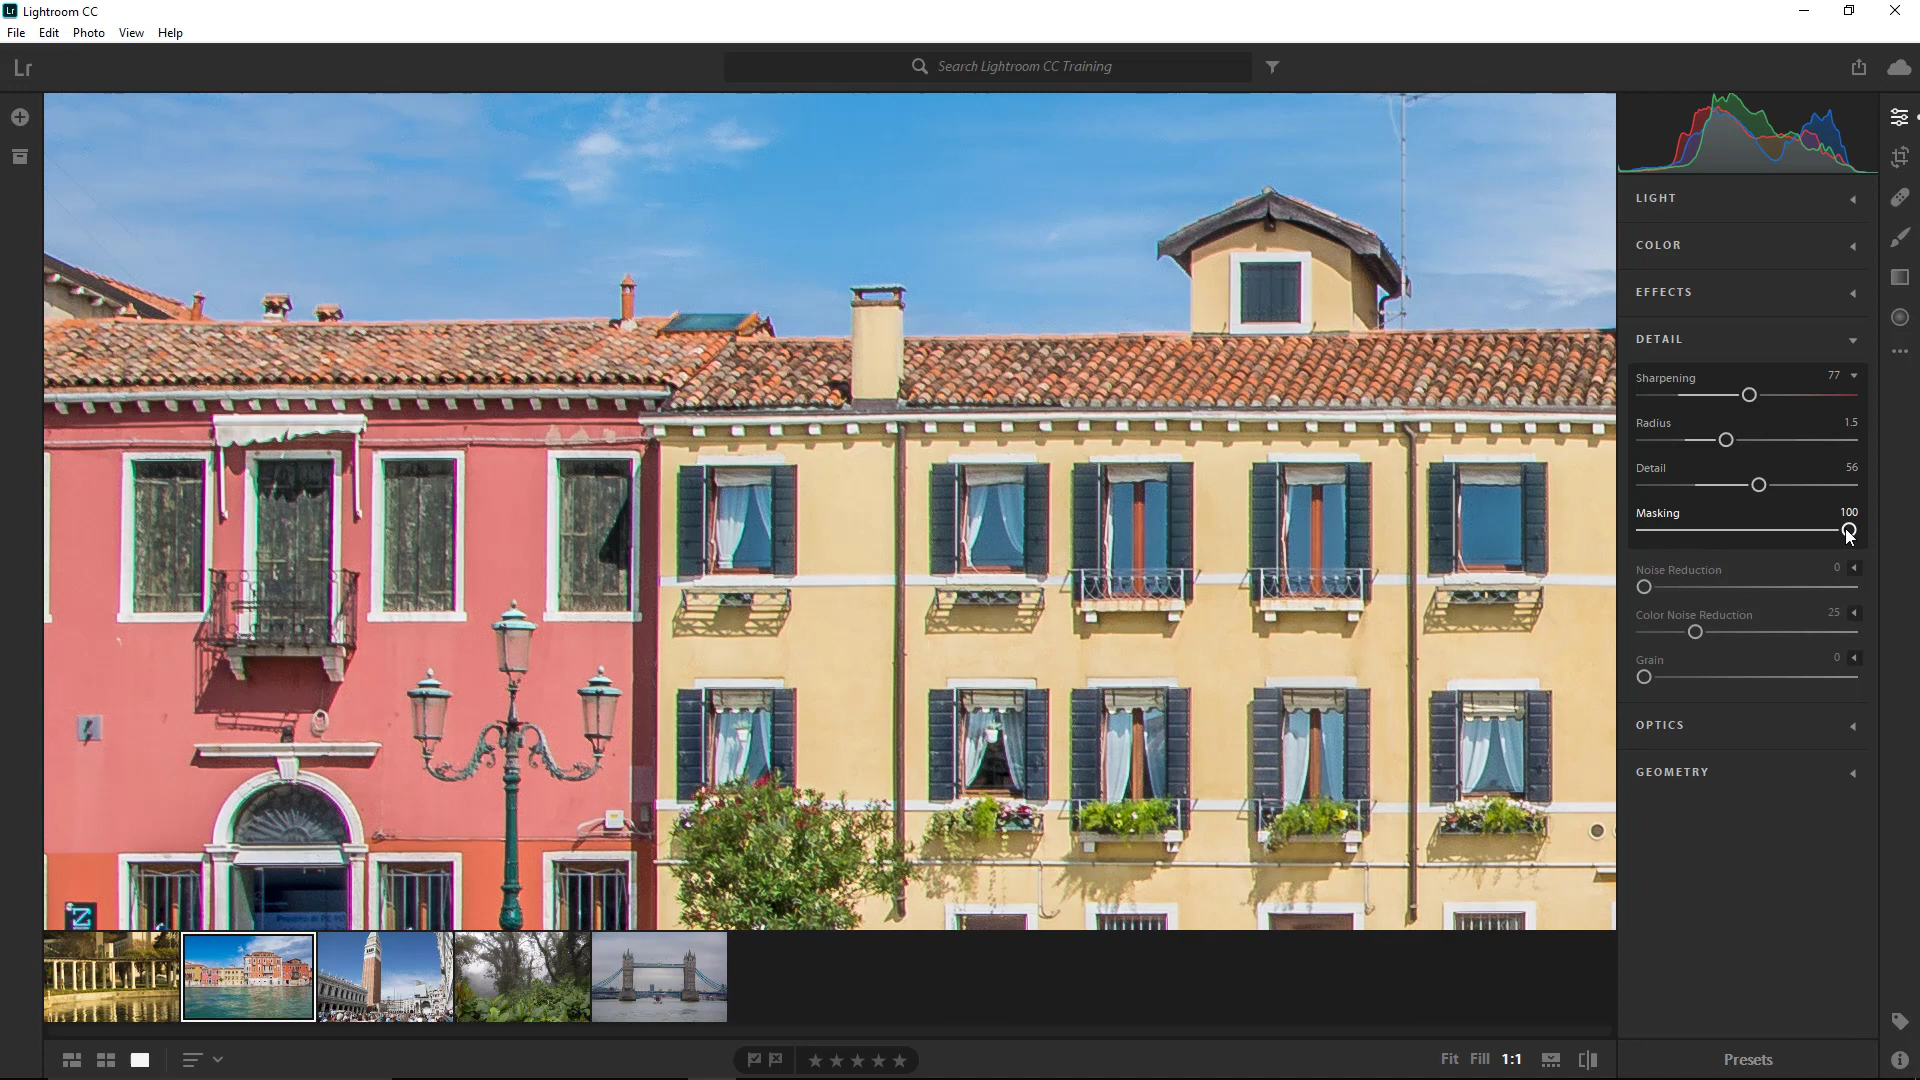 Lr Lightroom CC
File Edit Photo View Help
Lr
Search Lightroom CC Training
LIGHT
COLOR
EFFECTS
DETAIL
Sharpening 77
Radius 1.5
Detail 56
Masking 100
Noise Reduction 0
Color Noise Reduction 25
Grain 0
OPTICS
GEOMETRY
Fit Fill 1:1
Presets